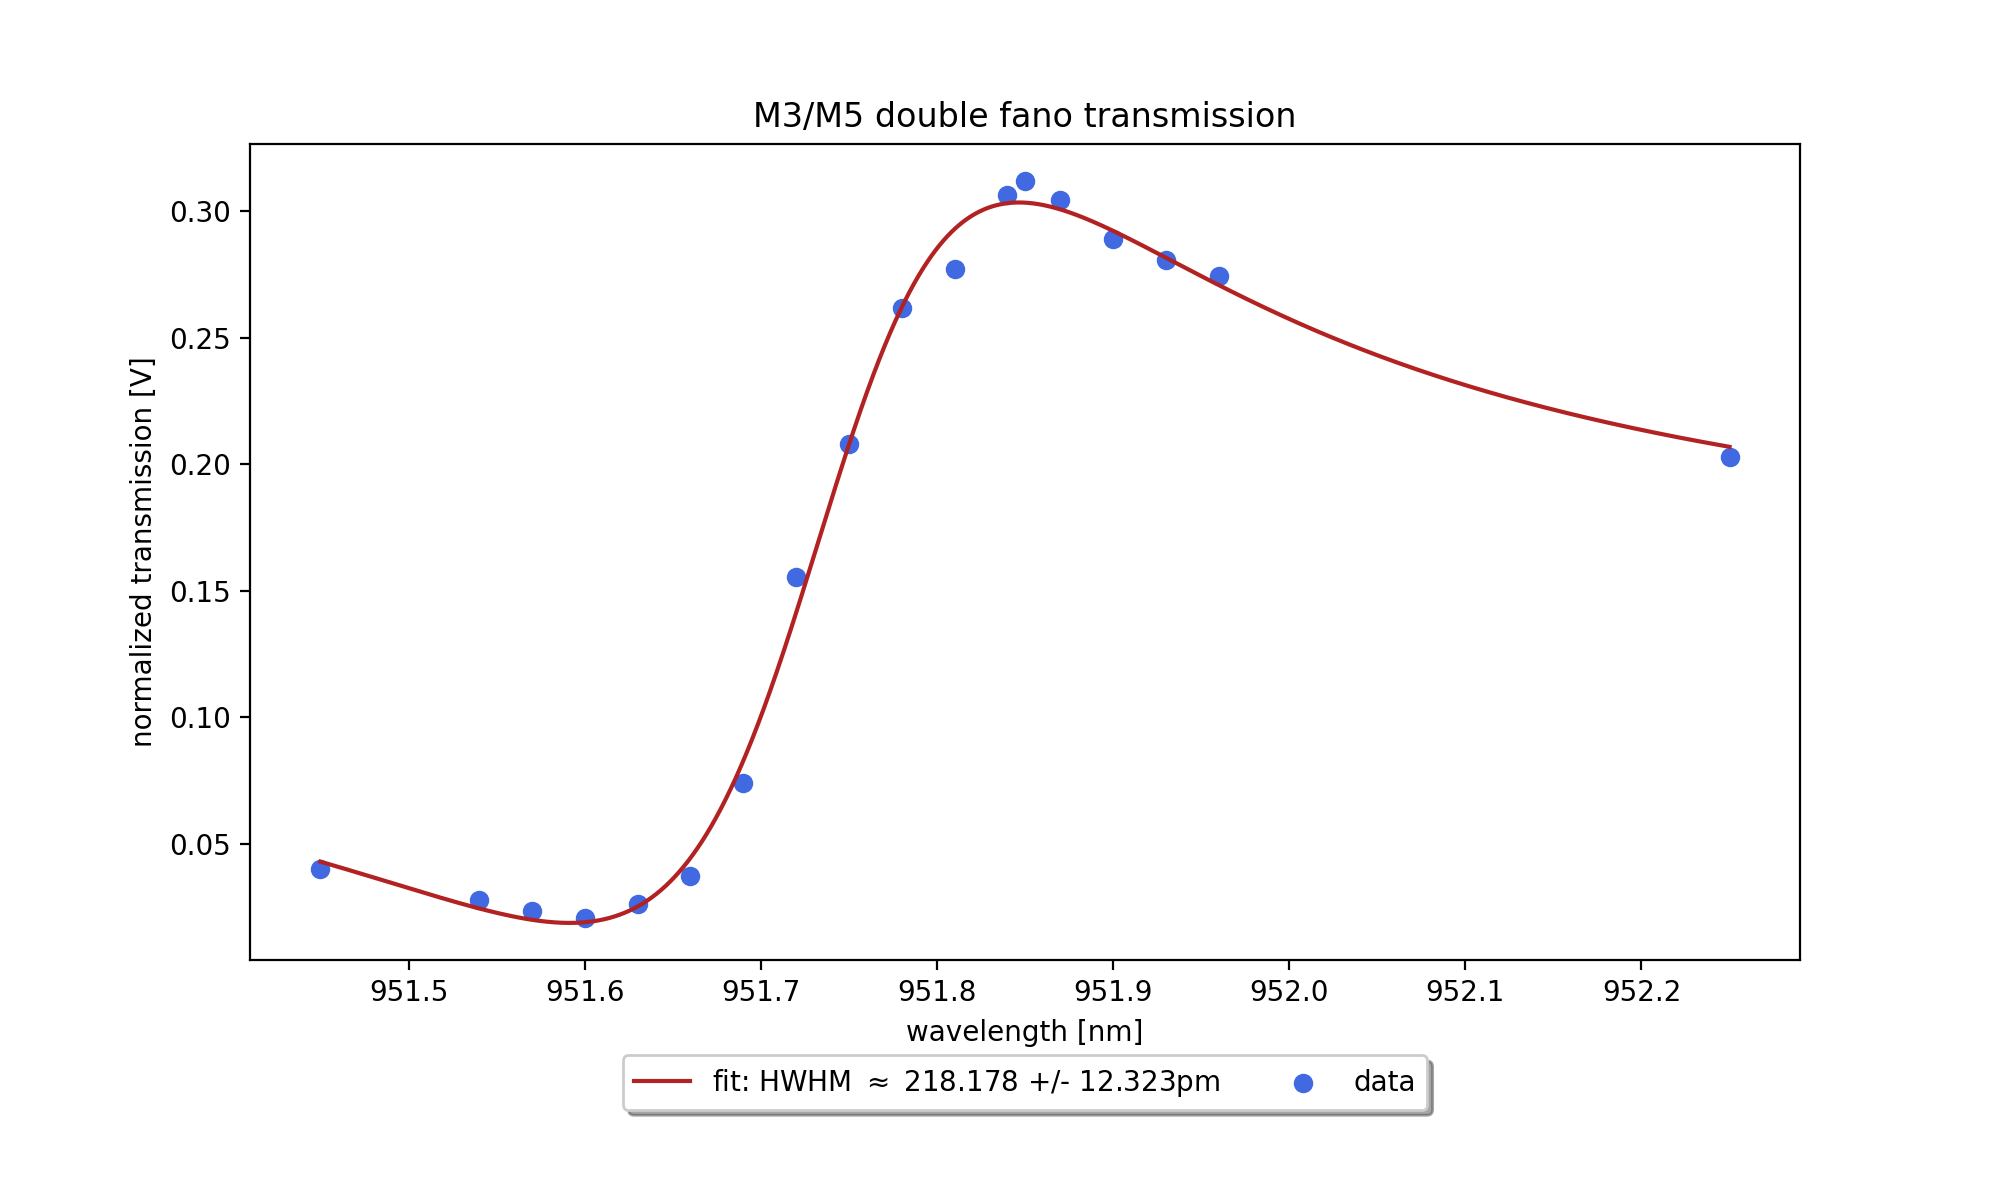 M3/M5 double fano transmission
normalized transmission [V]
0.30
0.25
0.20
0.15
0.10
0.05
951.5 951.6 951.7 951.8 951.9 952.0 952.1 952.2
wavelength [nm]
fit: HWHM ≈ 218.178 +/- 12.323pm data